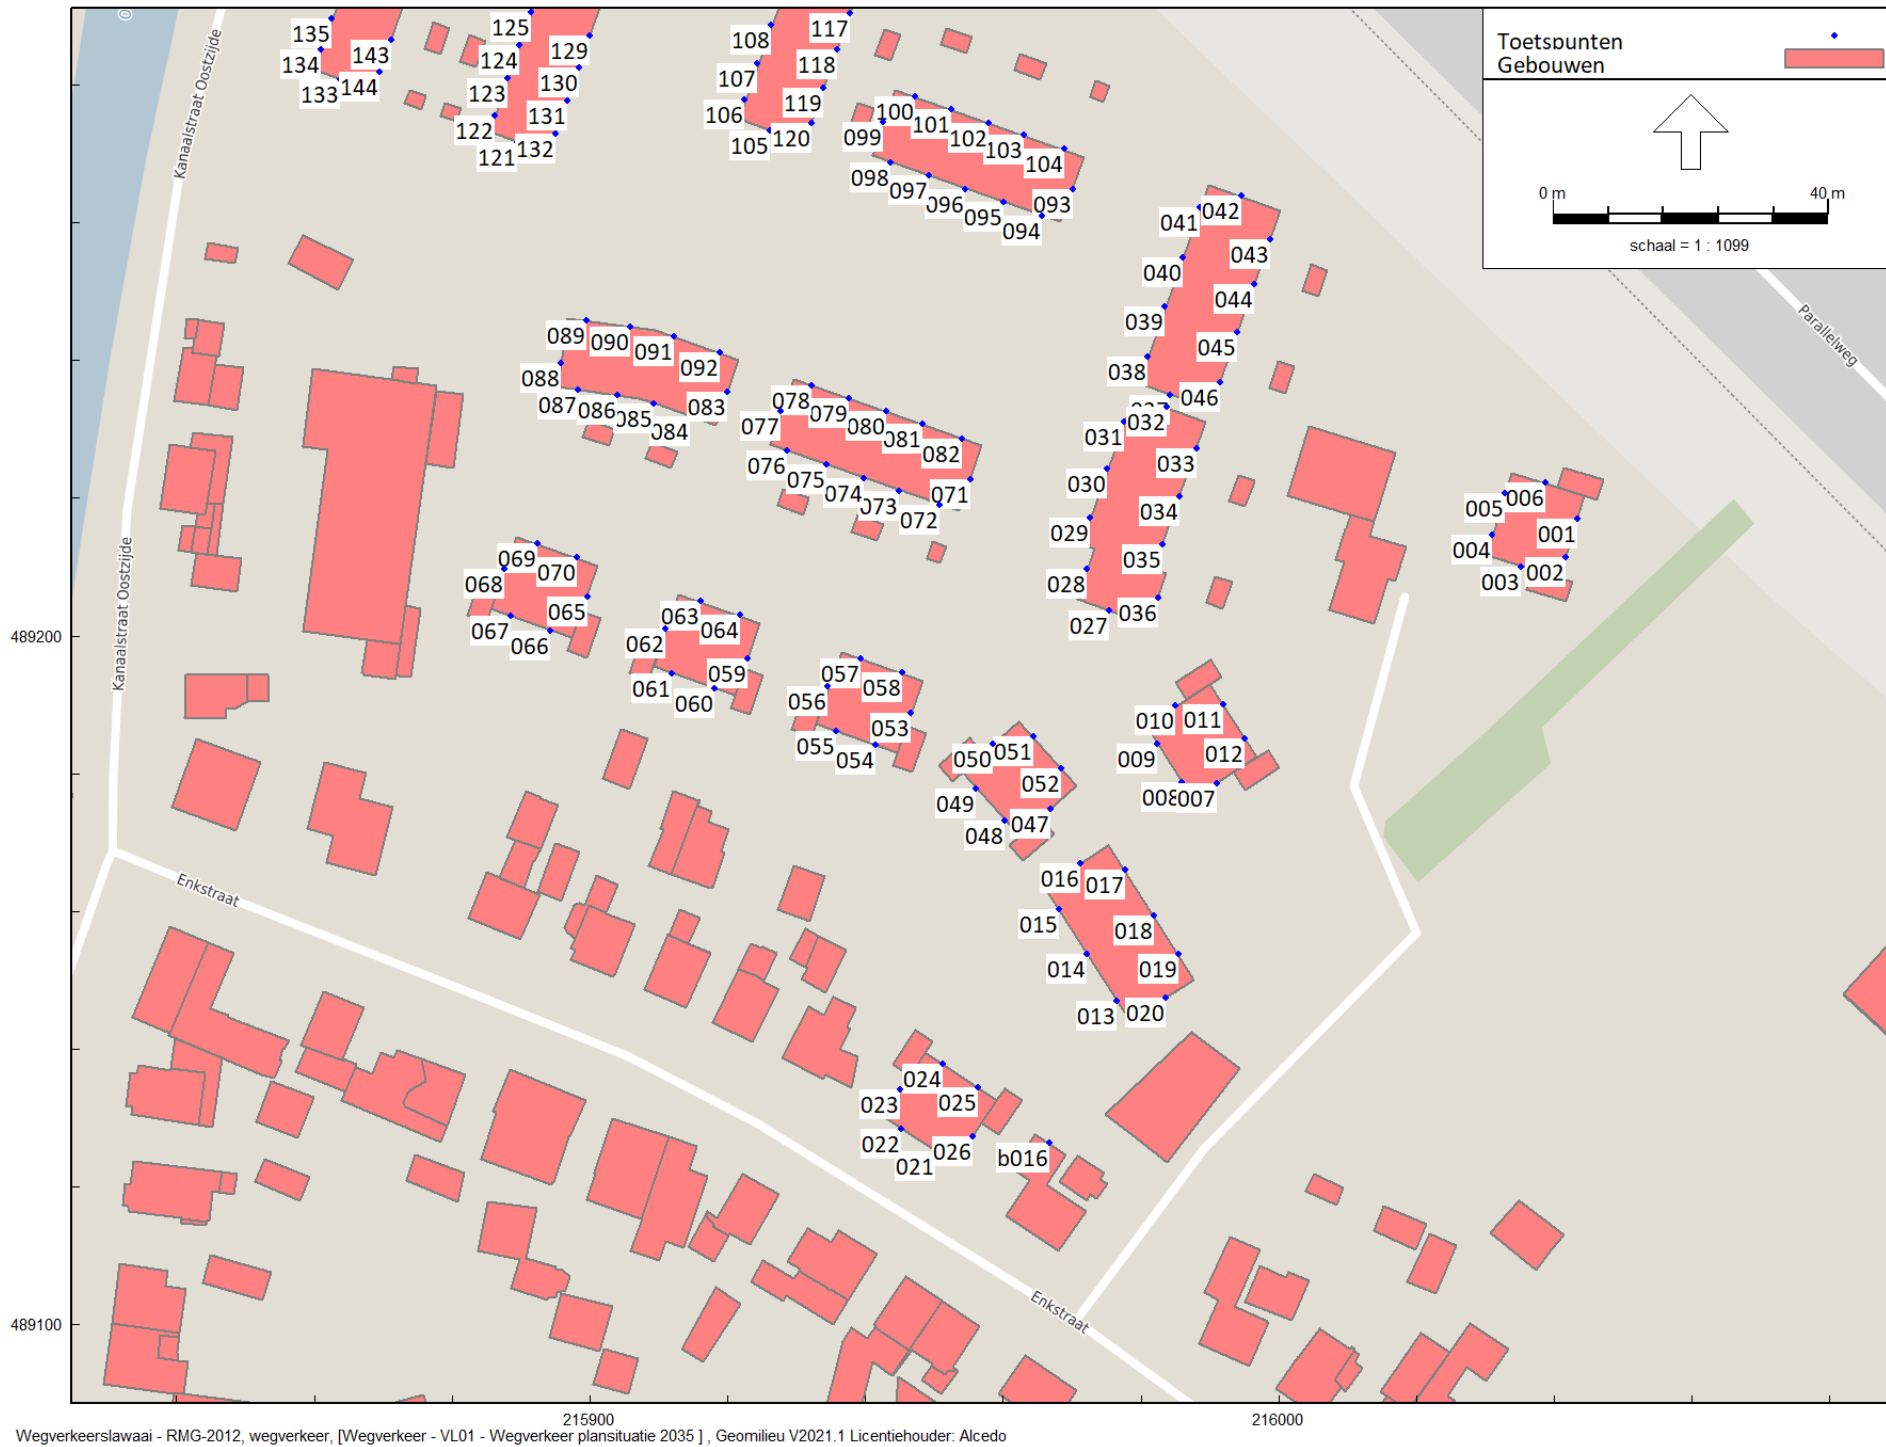 Toetspunten
Gebouwen
0 m 40 m
schaal = 1 : 1099
135 125 108 117
134 143 124 129 107 118
133 144 123 130 106 119
122 131 105 120
121 132
099 100 101 102 103 104
098 097 096 095 094 093
041 042
040 043
039 044
038 045
046
089 090 091 092
088 087 086 085 084 083
078 079 080 081 082
077 076 075 074 073 072 071
031 032
030 033
029 034
028 035
027 036
005 006
004 001
003 002
069 070
068 065
067 066
063 064
062 059
061 060
057 058
056 053
055 054
010 011
009 012
008 007
050 051
049 052
048 047
016 017
015 018
014 019
013 020
024
023 025
022 026
021
b016
Kanaalstraat Oostzijde
Kanaalstraat Oostzijde
Parallelweg
Enkstraat
Enkstraat
489200
489100
215900 216000
Wegverkeerslawaai - RMG-2012, wegverkeer, [Wegverkeer - VL01 - Wegverkeer plansituatie 2035 ] , Geomilieu V2021.1 Licentiehouder: Alcedo